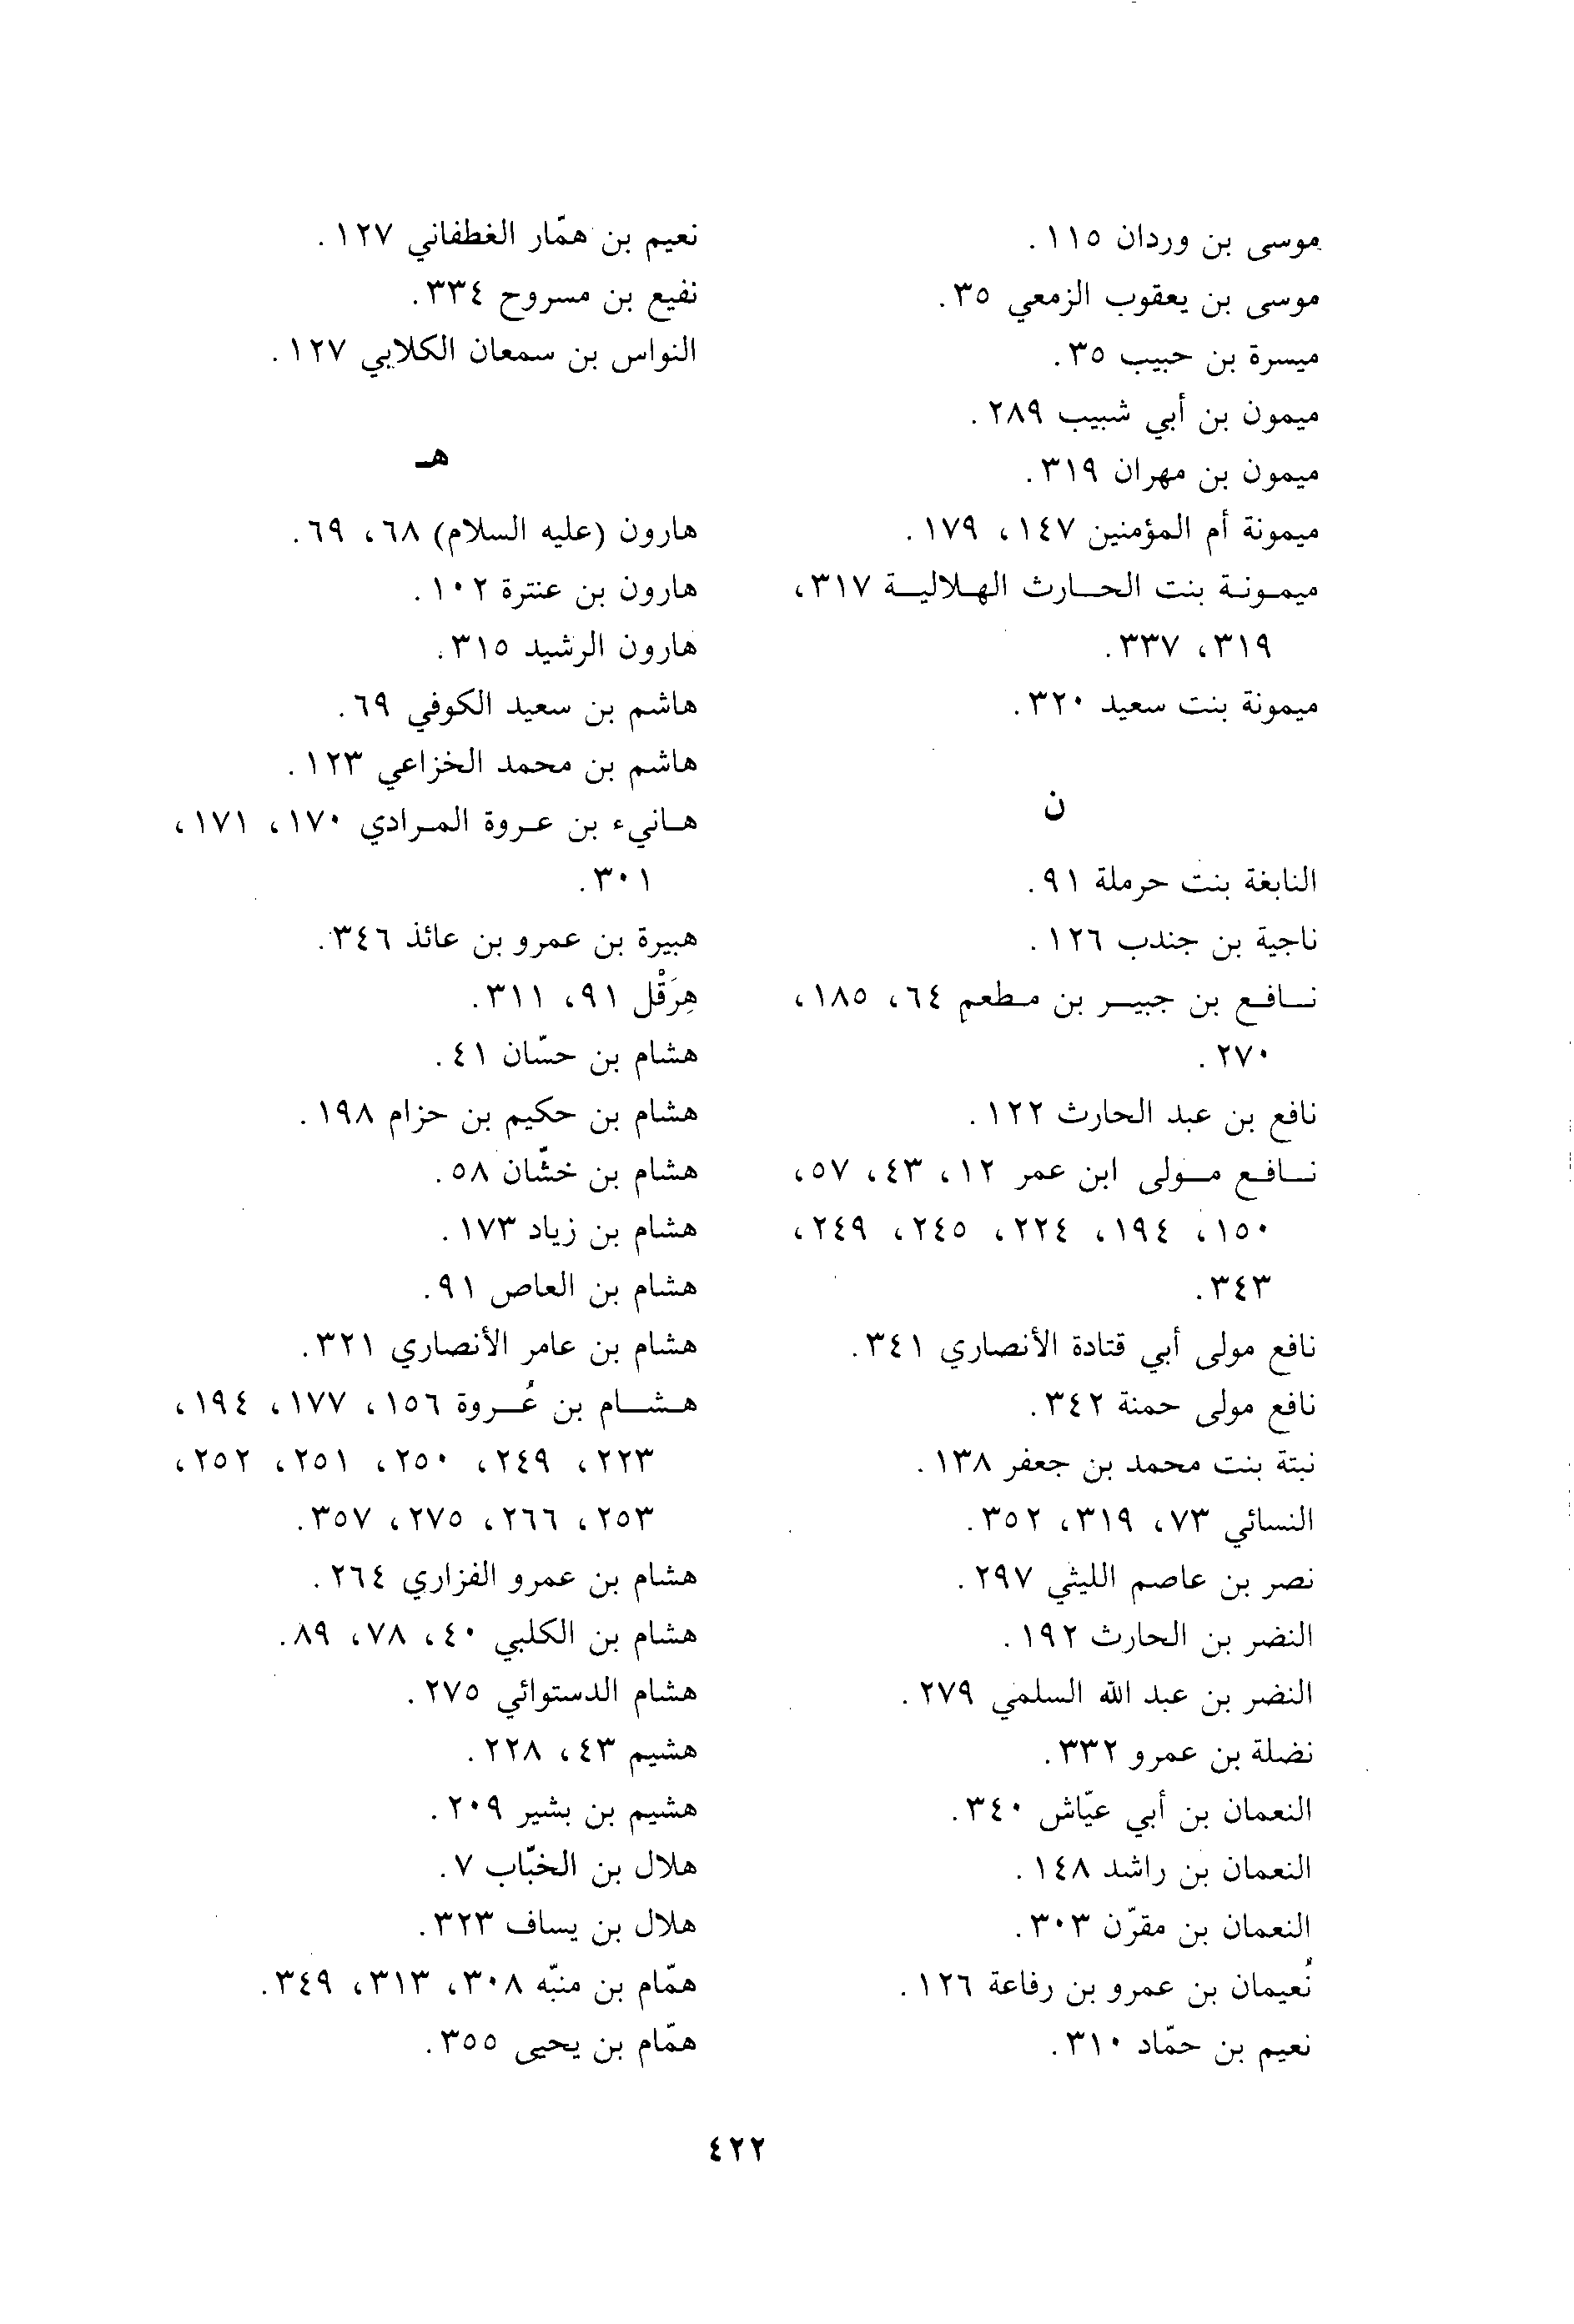 موسى بن وردان ١١٥ .
موسى بن يعقوب الزمعي ٣٥ .
ميسرة بن حبيب ٣٥ .
ميمون بن أبي شبيب ٢٨٩ .
ميمون بن مهران ٣١٩ .
ميمونة أم المؤمنين ١٤٧ ، ١٧٩ .
ميمونة بنت الحارث الهلالية ٣١٧ ،
٣١٩ ، ٣٣٧ .
ميمونة بنت سعيد ٣٢٠ .
ن
النابغة بنت حرملة ٩١ .
ناجية بن جندب ١٢٦ .
نافع بن جبير بن مطعم ٦٤ ، ١٨٥ ،
٢٧٠ .
نافع بن عبد الحارث ١٢٢ .
نافع مولى ابن عمر ١٢ ، ٤٣ ، ٥٧ ،
١٥٠ ، ١٩٤ ، ٢٢٤ ، ٢٤٥ ، ٢٤٩ ،
٣٤٣ .
نافع مولى أبي قتادة الأنصاري ٣٤١ .
نافع مولى حمنة ٣٤٢ .
نبتة بنت محمد بن جعفر ١٣٨ .
النسائي ٧٣ ، ٣١٩ ، ٣٥٢ .
نصر بن عاصم الليثي ٢٩٧ .
النضر بن الحارث ١٩٢ .
النضر بن عبد الله السلمي ٢٧٩ .
نضلة بن عمرو ٣٣٢ .
النعمان بن أبي عيّاش ٣٤٠ .
النعمان بن راشد ١٤٨ .
النعمان بن مقرّن ٣٠٣ .
نُعيمان بن عمرو بن رفاعة ١٢٦ .
نعيم بن حمّاد ٣١٠ .
نعيم بن همّار الغطفاني ١٢٧ .
نفيع بن مسروح ٣٣٤ .
النواس بن سمعان الكلابي ١٢٧ .
هـ
هارون (عليه السلام) ٦٨ ، ٦٩ .
هارون بن عنترة ١٠٢ .
هارون الرشيد ٣١٥ .
هاشم بن سعيد الكوفي ٦٩ .
هاشم بن محمد الخزاعي ١٢٣ .
هانيء بن عروة المرادي ١٧٠ ، ١٧١ ،
٣٠١ .
هبيرة بن عمرو بن عائذ ٣٤٦ .
هِرَقْل ٩١ ، ٣١١ .
هشام بن حسّان ٤١ .
هشام بن حكيم بن حزام ١٩٨ .
هشام بن خشّان ٥٨ .
هشام بن زياد ١٧٣ .
هشام بن العاص ٩١ .
هشام بن عامر الأنصاري ٣٢١ .
هشام بن عُروة ١٥٦ ، ١٧٧ ، ١٩٤ ،
٢٢٣ ، ٢٤٩ ، ٢٥٠ ، ٢٥١ ، ٢٥٢ ،
٢٥٣ ، ٢٦٦ ، ٢٧٥ ، ٣٥٧ .
هشام بن عمرو الفزاري ٢٦٤ .
هشام بن الكلبي ٤٠ ، ٧٨ ، ٨٩ .
هشام الدستوائي ٢٧٥ .
هشيم ٤٣ ، ٢٢٨ .
هشيم بن بشير ٢٠٩ .
هلال بن الخبّاب ٧ .
هلال بن يساف ٣٢٣ .
همّام بن منبّه ٣٠٨ ، ٣١٣ ، ٣٤٩ .
همّام بن يحيى ٣٥٥ .
٤٢٢